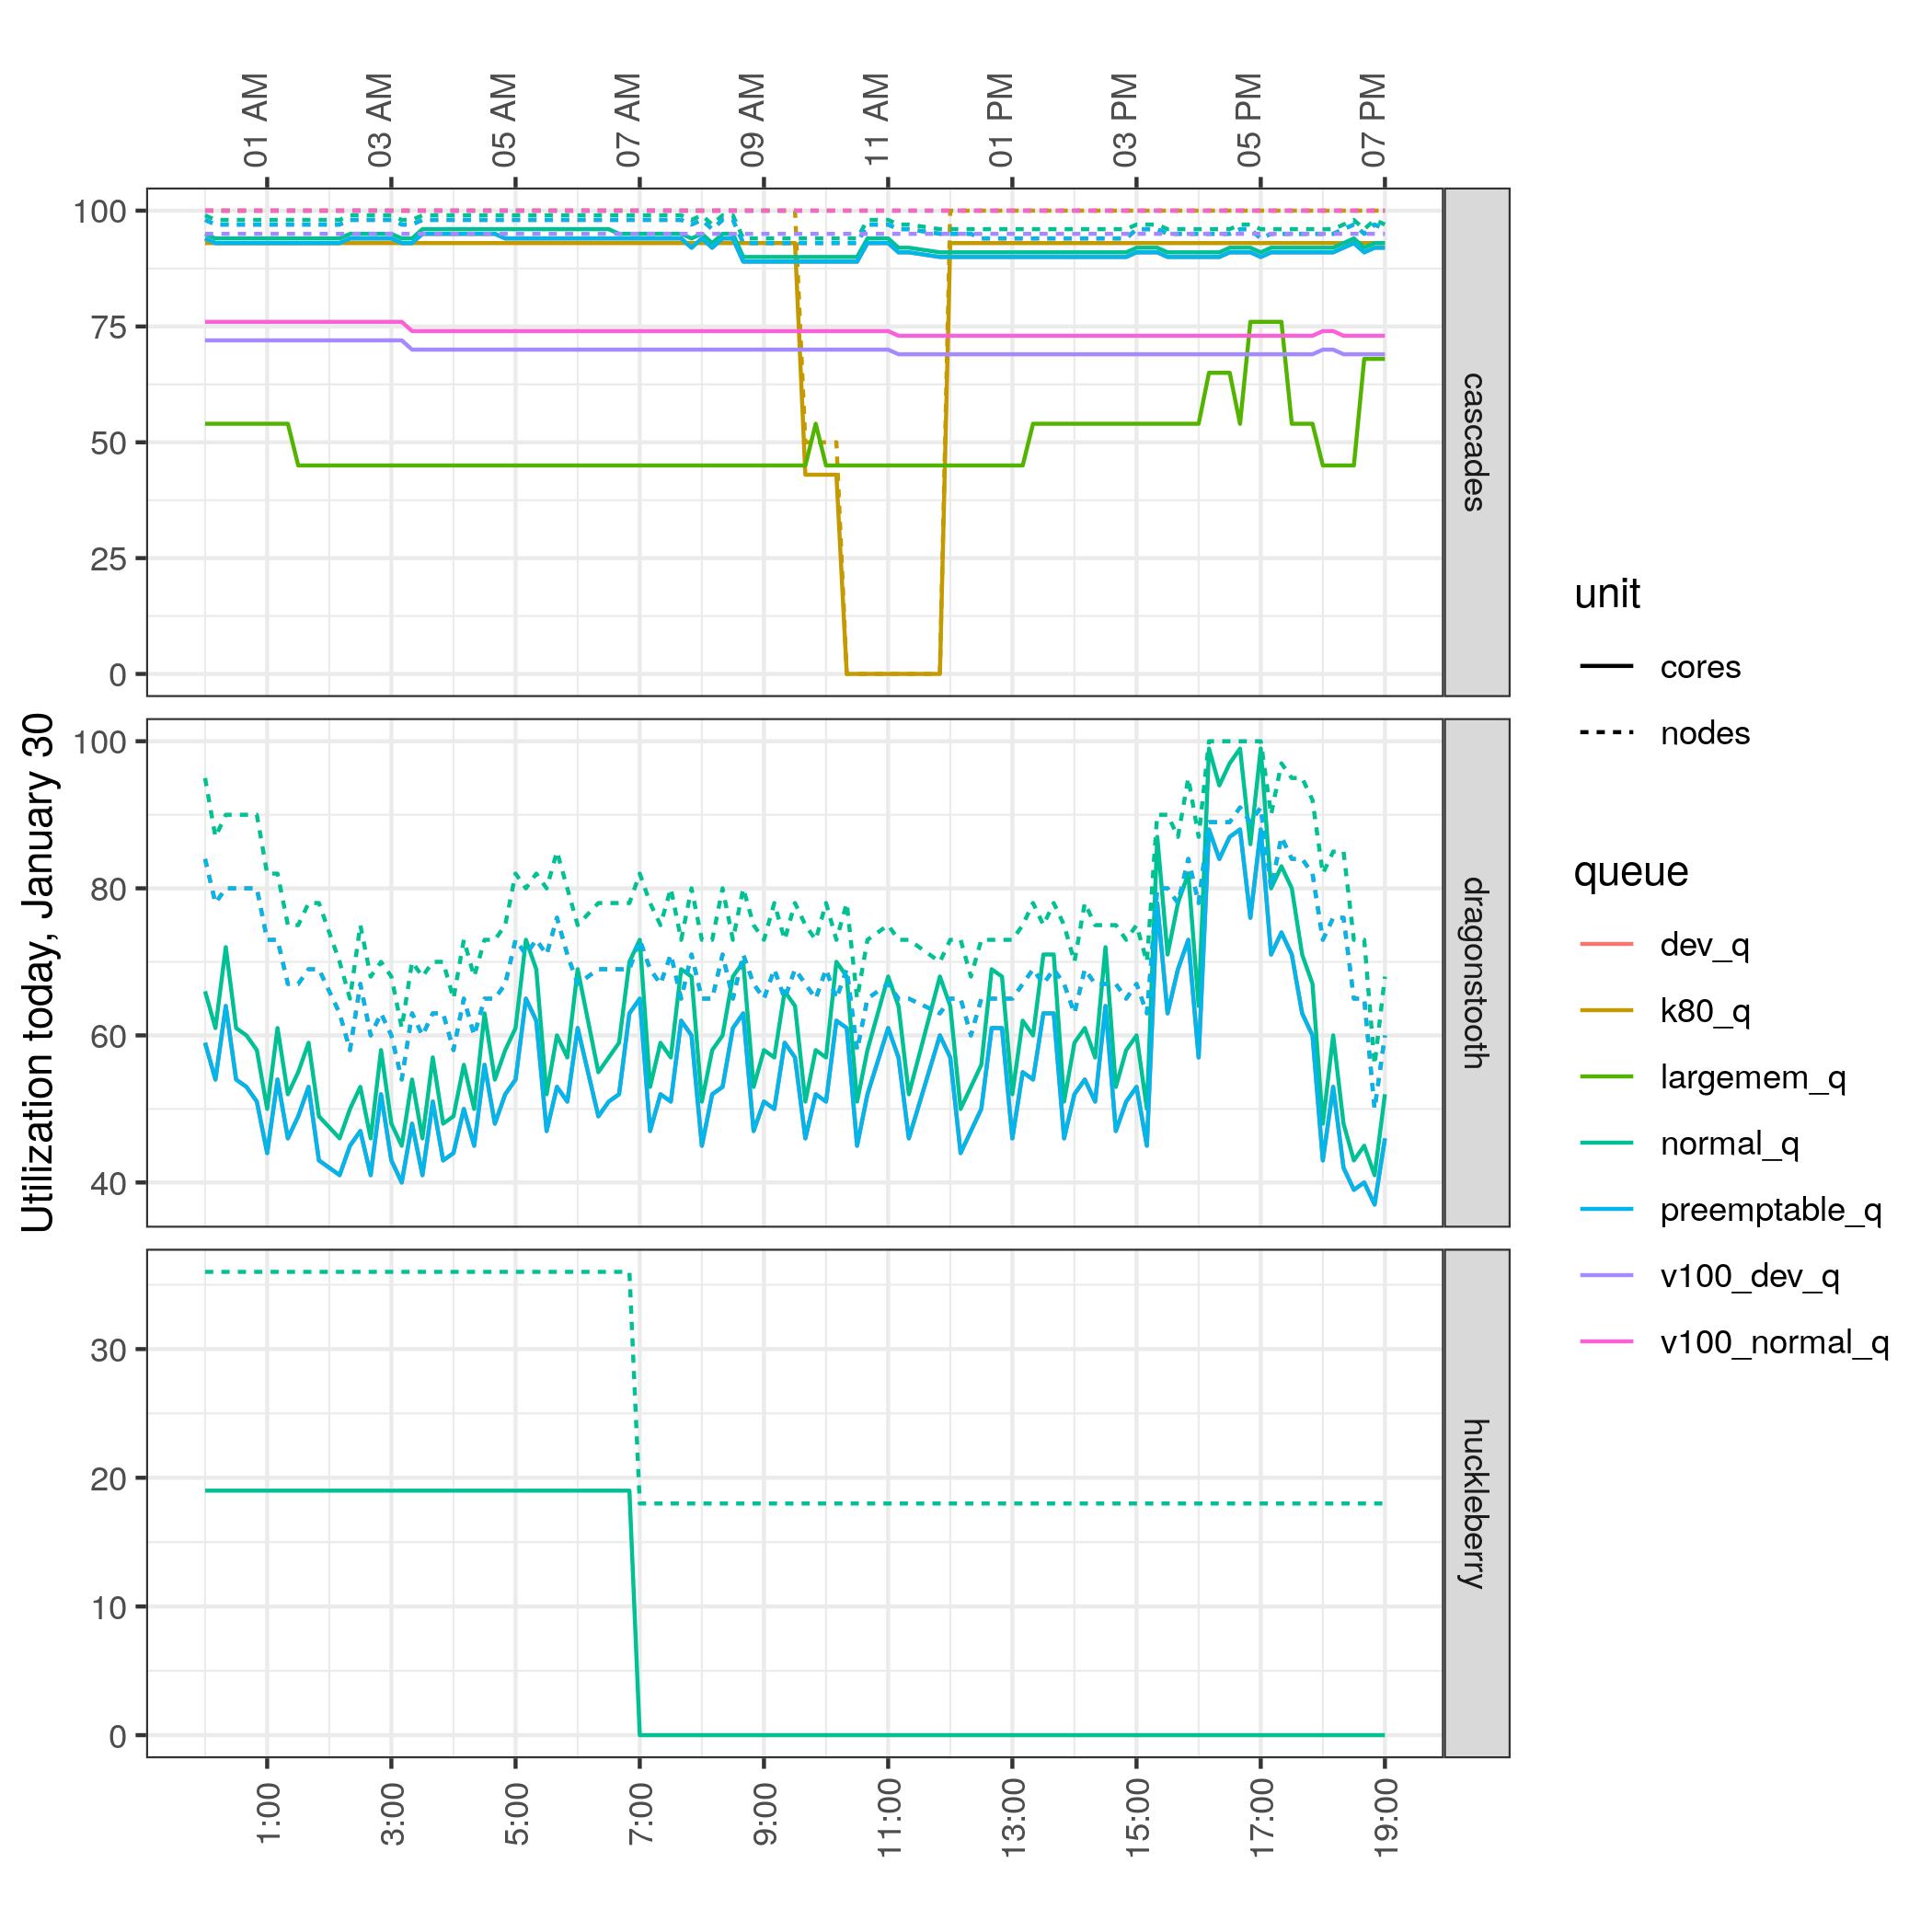 01 AM
03 AM
05 AM
07 AM
09 AM
11 AM
01 PM
03 PM
05 PM
07 PM
Utilization today, January 30
100
75
50
25
0
cascades
100
80
60
40
dragonstooth
30
20
10
0
huckleberry
1:00
3:00
5:00
7:00
9:00
11:00
13:00
15:00
17:00
19:00
unit
cores
nodes
queue
dev_q
k80_q
largemem_q
normal_q
preemptable_q
v100_dev_q
v100_normal_q